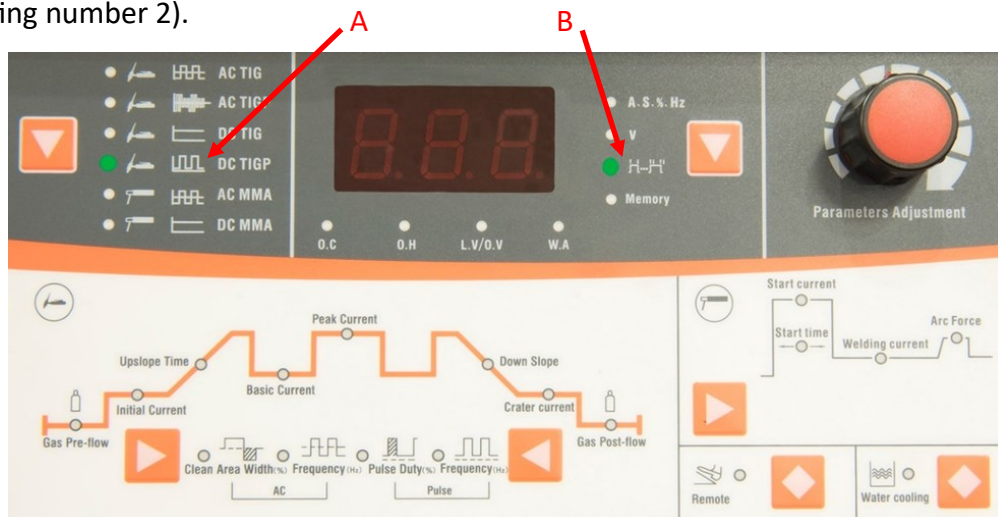 ing number 2).
A
B
AC TIG
AC TIG
DC TIG
DC TIGP
AC MMA
DC MMA
8.8.8.
A.S.%.Hz
V
Memory
O.C
O.H
L.V/O.V
W.A
Parameters Adjustment
Gas Pre-flow
Initial Current
Upslope Time
Basic Current
Peak Current
Down Slope
Crater current
Gas Post-flow
Clean Area Width(%)
Frequency(Hz)
Pulse Duty(%)
Frequency(Hz)
AC
Pulse
Start current
Start time
Welding current
Arc Force
Remote
Water cooling